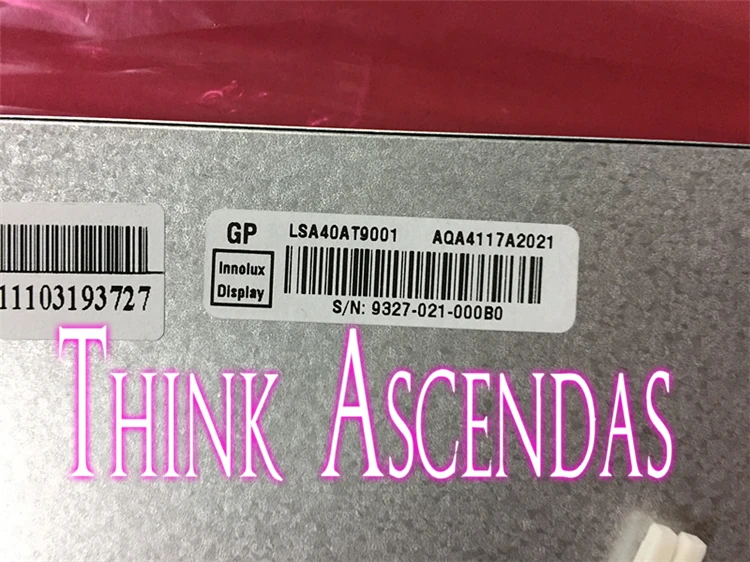 GP LSA40AT9001 AQA4117A2021
Innolux
Display
S/N: 9327-021-000B0
11103193727
THINK ASCENDAS